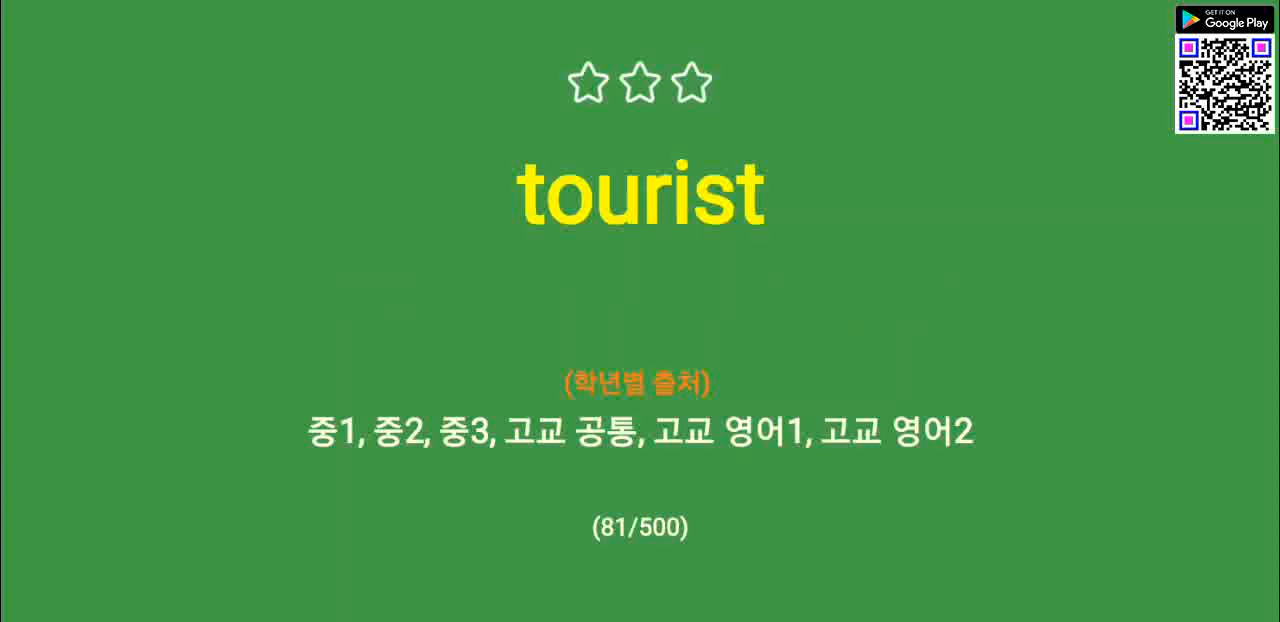 GET IT ON
Google Play
tourist
(학년별 출처)
중1, 중2, 중3, 고교 공통, 고교 영어1, 고교 영어2
(81/500)